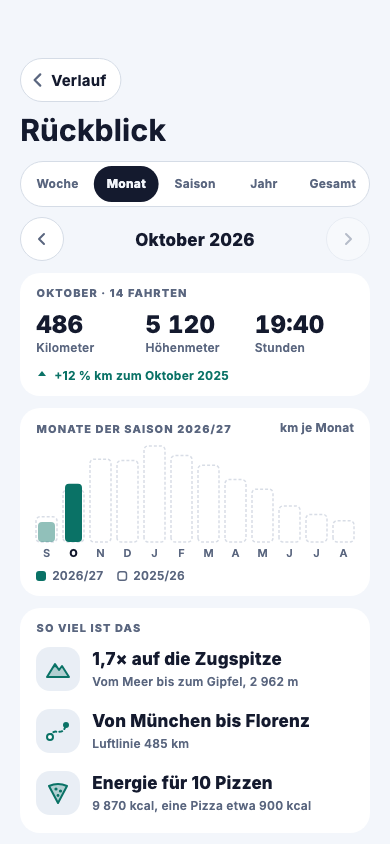 Verlauf
Rückblick
Woche Monat Saison Jahr Gesamt
Oktober 2026
OKTOBER · 14 FAHRTEN
486 5 120 19:40
Kilometer Höhenmeter Stunden
+12 % km zum Oktober 2025
MONATE DER SAISON 2026/27 km je Monat
S O N D J F M A M J J A
2026/27 2025/26
SO VIEL IST DAS
1,7× auf die Zugspitze
Vom Meer bis zum Gipfel, 2 962 m
Von München bis Florenz
Luftlinie 485 km
Energie für 10 Pizzen
9 870 kcal, eine Pizza etwa 900 kcal